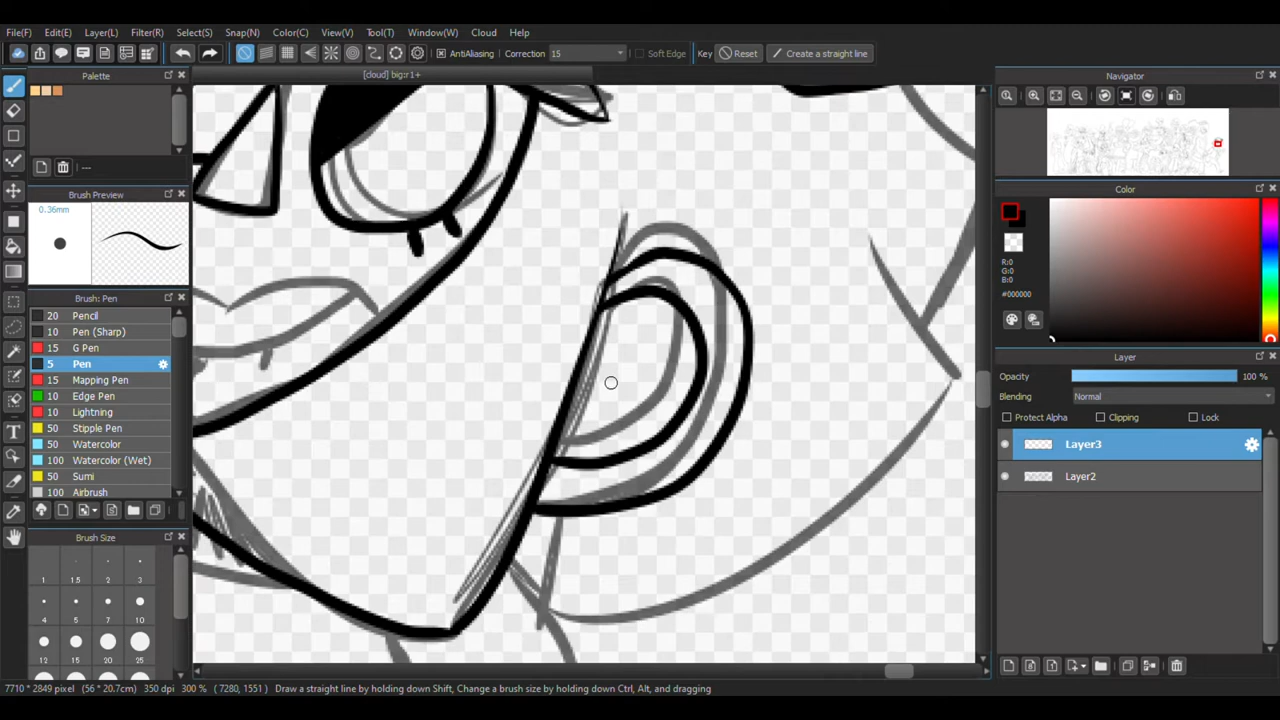 File(F) Edit(E) Layer(L) Filter(R) Select(S) Snap(N) Color(C) View(V) Tool(T) Window(W) Cloud Help
AntiAliasing Correction 15 Soft Edge Key Reset Create a straight line
Palette
[cloud] big:r1+
Navigator
---
Brush Preview
0.36mm
Color
R:0
G:0
B:0
#000000
Brush: Pen
20 Pencil
10 Pen (Sharp)
15 G Pen
5 Pen
15 Mapping Pen
10 Edge Pen
10 Lightning
50 Stipple Pen
50 Watercolor
100 Watercolor (Wet)
50 Sumi
100 Airbrush
Layer
Opacity 100 %
Blending Normal
Protect Alpha Clipping Lock
Layer3
Layer2
Brush Size
1 1.5 2 3
4 5 7 10
12 15 20 25
7710 * 2849 pixel (56 * 20.7cm) 350 dpi 300 % ( 7280, 1551 ) Draw a straight line by holding down Shift, Change a brush size by holding down Ctrl, Alt, and dragging